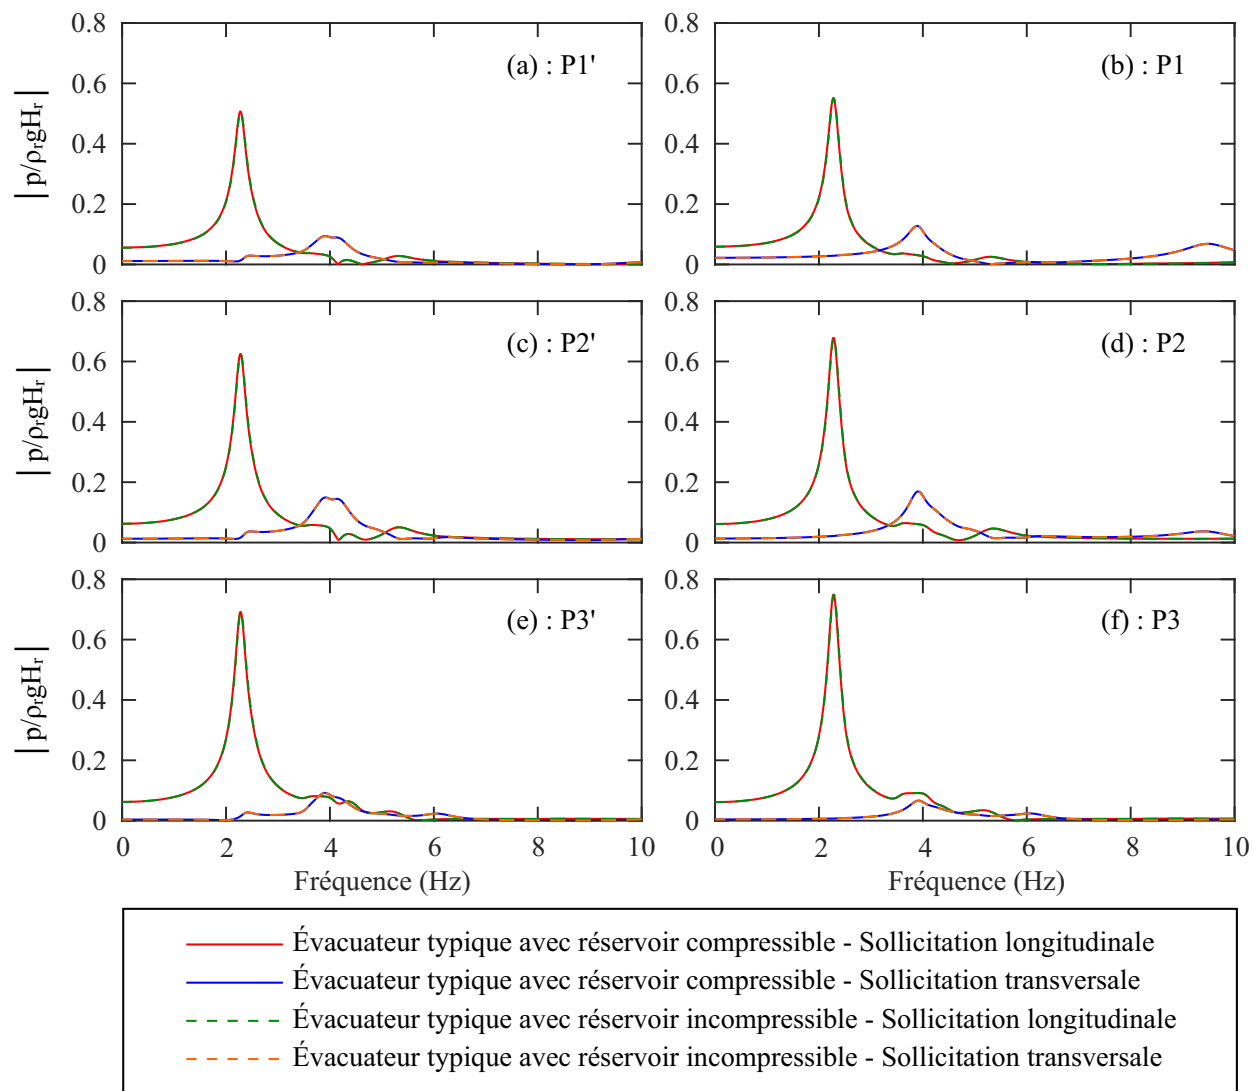 0.8
0.6
0.4
0.2
0
|p/ρᵣgHᵣ|
(a) : P1'
(b) : P1
0.8
0.6
0.4
0.2
0
0.8
0.6
0.4
0.2
0
|p/ρᵣgHᵣ|
(c) : P2'
(d) : P2
0.8
0.6
0.4
0.2
0
0.8
0.6
0.4
0.2
0
|p/ρᵣgHᵣ|
(e) : P3'
(f) : P3
0.8
0.6
0.4
0.2
0
0 2 4 6 8 10
0 2 4 6 8 10
Fréquence (Hz)
Fréquence (Hz)
Évacuateur typique avec réservoir compressible - Sollicitation longitudinale
Évacuateur typique avec réservoir compressible - Sollicitation transversale
Évacuateur typique avec réservoir incompressible - Sollicitation longitudinale
Évacuateur typique avec réservoir incompressible - Sollicitation transversale